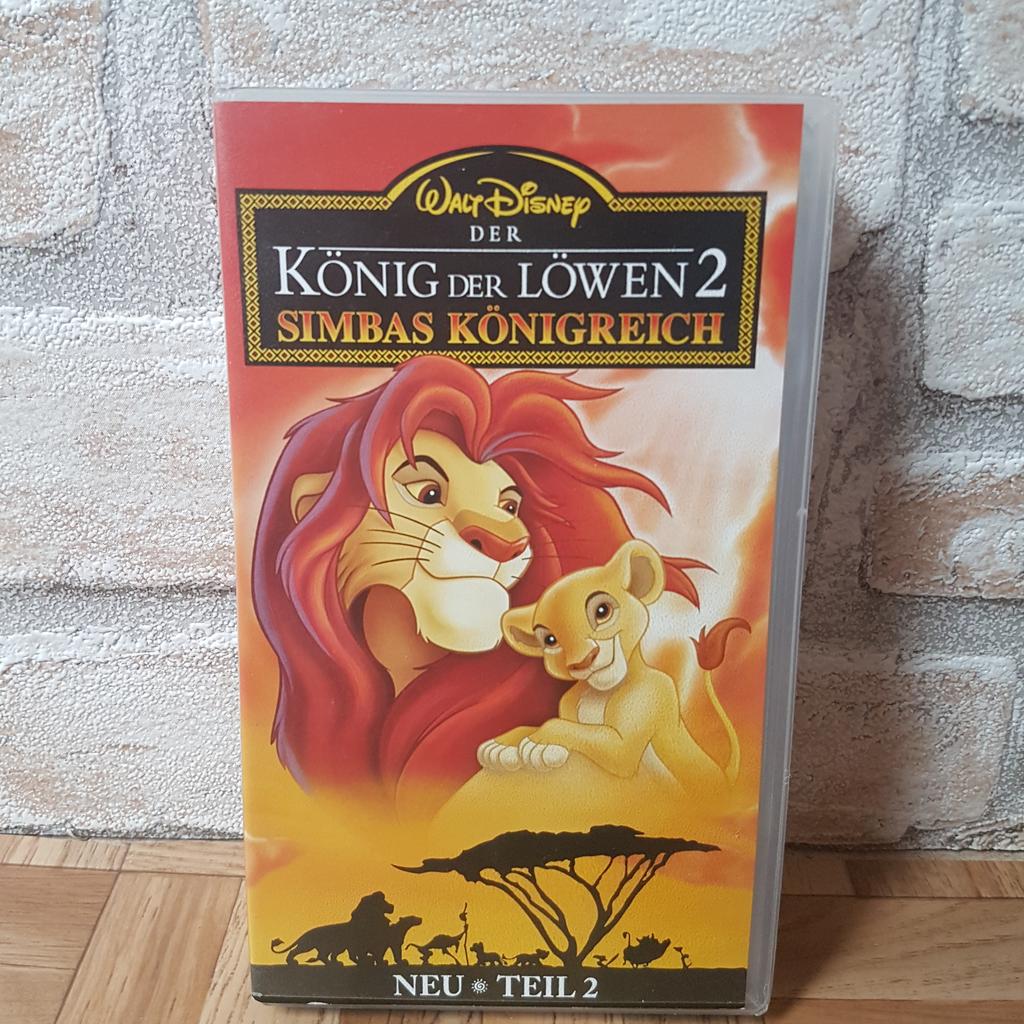 WALT DISNEY
DER
KÖNIG DER LÖWEN 2
SIMBAS KÖNIGREICH
NEU TEIL 2